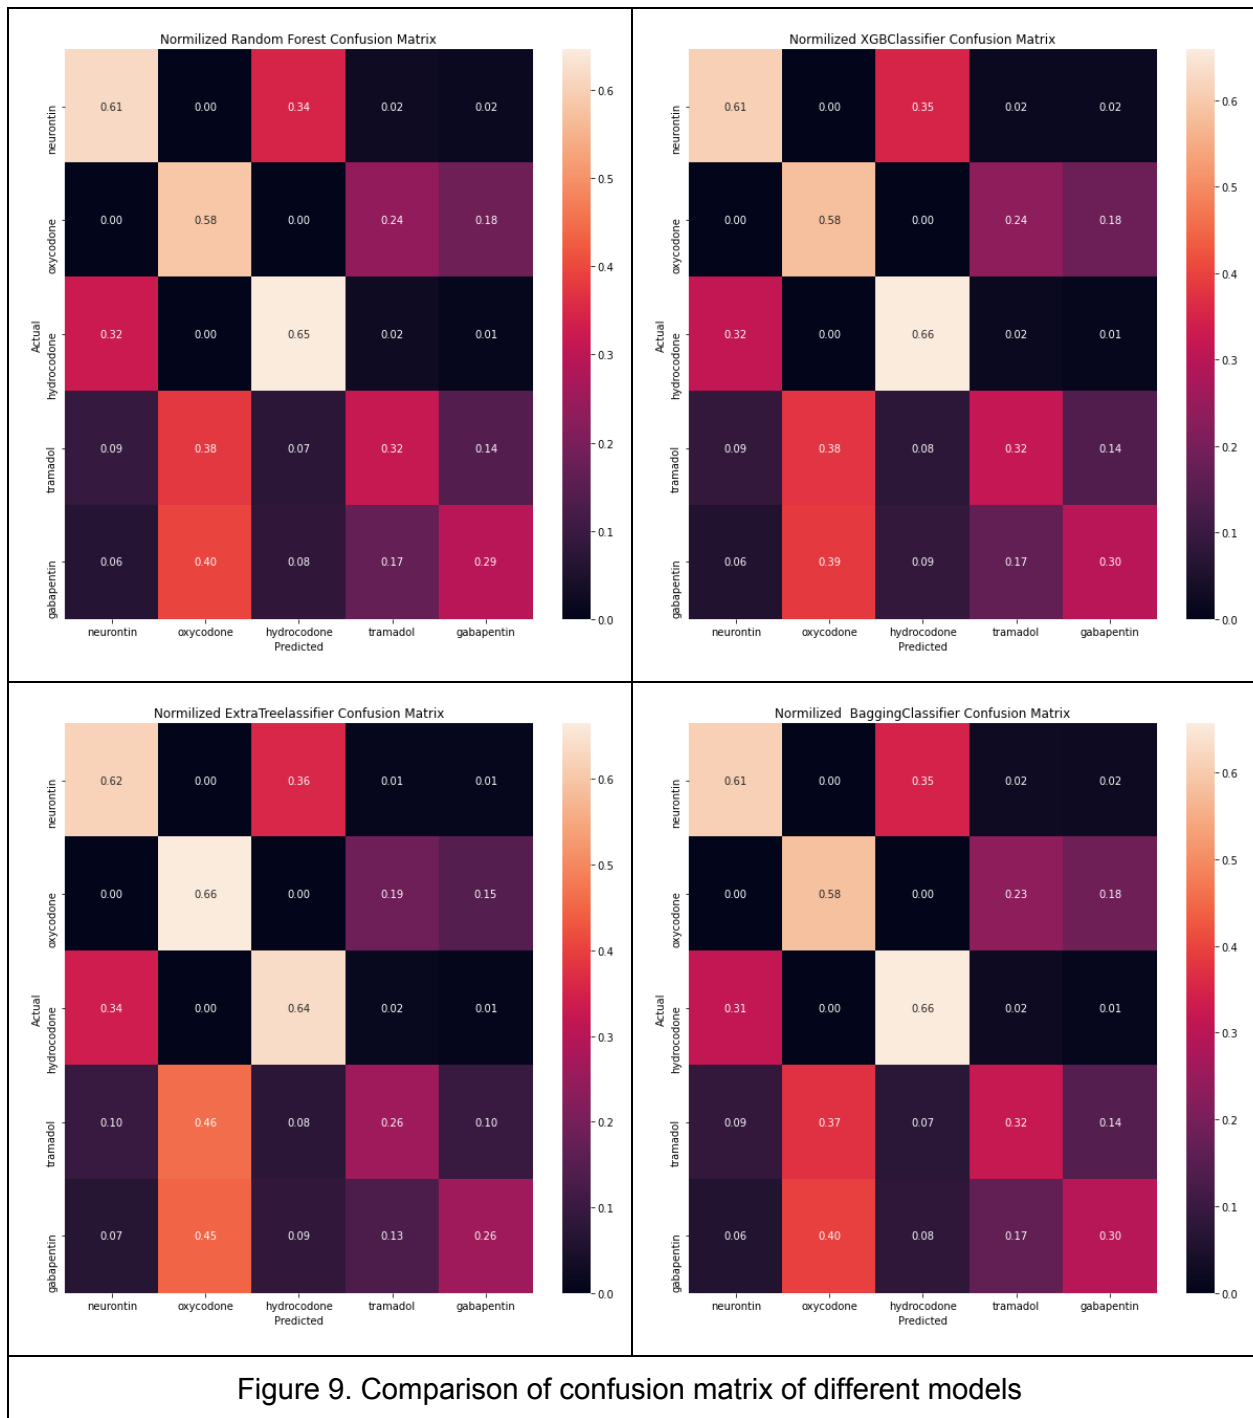 Normilized Random Forest Confusion Matrix
neurontin 0.61 0.00 0.34 0.02 0.02
oxycodone 0.00 0.58 0.00 0.24 0.18
Actual
hydrocodone 0.32 0.00 0.65 0.02 0.01
tramadol 0.09 0.38 0.07 0.32 0.14
gabapentin 0.06 0.40 0.08 0.17 0.29
neurontin oxycodone hydrocodone tramadol gabapentin
Predicted
0.6
0.5
0.4
0.3
0.2
0.1
0.0
Normilized XGBClassifier Confusion Matrix
neurontin 0.61 0.00 0.35 0.02 0.02
oxycodone 0.00 0.58 0.00 0.24 0.18
Actual
hydrocodone 0.32 0.00 0.66 0.02 0.01
tramadol 0.09 0.38 0.08 0.32 0.14
gabapentin 0.06 0.39 0.09 0.17 0.30
neurontin oxycodone hydrocodone tramadol gabapentin
Predicted
0.6
0.5
0.4
0.3
0.2
0.1
0.0
Normilized ExtraTreelassifier Confusion Matrix
neurontin 0.62 0.00 0.36 0.01 0.01
oxycodone 0.00 0.66 0.00 0.19 0.15
Actual
hydrocodone 0.34 0.00 0.64 0.02 0.01
tramadol 0.10 0.46 0.08 0.26 0.10
gabapentin 0.07 0.45 0.09 0.13 0.26
neurontin oxycodone hydrocodone tramadol gabapentin
Predicted
0.6
0.5
0.4
0.3
0.2
0.1
0.0
Normilized BaggingClassifier Confusion Matrix
neurontin 0.61 0.00 0.35 0.02 0.02
oxycodone 0.00 0.58 0.00 0.23 0.18
Actual
hydrocodone 0.31 0.00 0.66 0.02 0.01
tramadol 0.09 0.37 0.07 0.32 0.14
gabapentin 0.06 0.40 0.08 0.17 0.30
neurontin oxycodone hydrocodone tramadol gabapentin
Predicted
0.6
0.5
0.4
0.3
0.2
0.1
0.0
Figure 9. Comparison of confusion matrix of different models